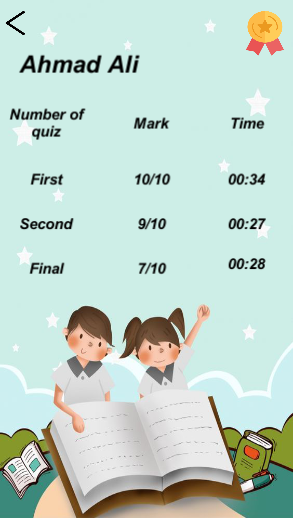 Ahmad Ali
Number of quiz Mark Time
First 10/10 00:34
Second 9/10 00:27
Final 7/10 00:28